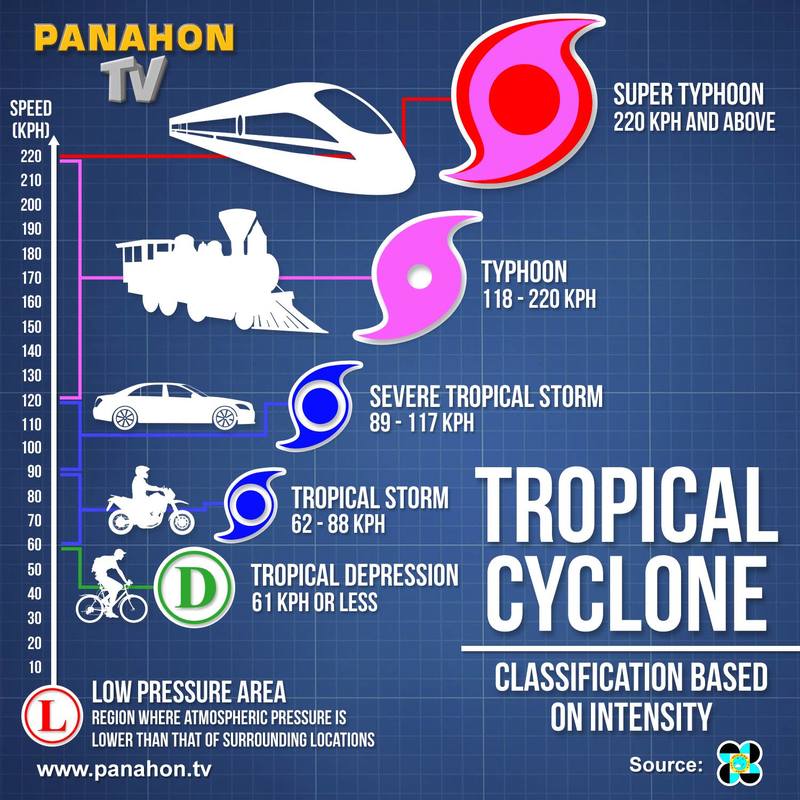 PANAHON
TV
SPEED
(KPH)
220
210
200
190
180
170
160
150
140
130
120
110
100
90
80
70
60
50
40
30
20
10
SUPER TYPHOON
220 KPH AND ABOVE
TYPHOON
118 - 220 KPH
SEVERE TROPICAL STORM
89 - 117 KPH
TROPICAL STORM
62 - 88 KPH
D
TROPICAL DEPRESSION
61 KPH OR LESS
L
LOW PRESSURE AREA
REGION WHERE ATMOSPHERIC PRESSURE IS
LOWER THAN THAT OF SURROUNDING LOCATIONS
TROPICAL
CYCLONE
CLASSIFICATION BASED
ON INTENSITY
www.panahon.tv
Source: